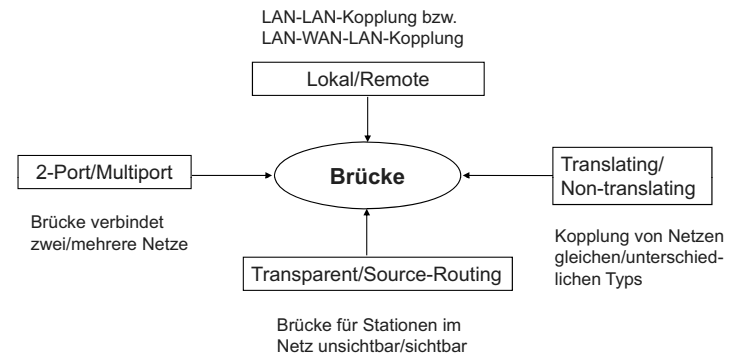 LAN-LAN-Kopplung bzw.
LAN-WAN-LAN-Kopplung
Lokal/Remote
2-Port/Multiport
Brücke
Translating/
Non-translating
Brücke verbindet
zwei/mehrere Netze
Kopplung von Netzen
gleichen/unterschied-
lichen Typs
Transparent/Source-Routing
Brücke für Stationen im
Netz unsichtbar/sichtbar